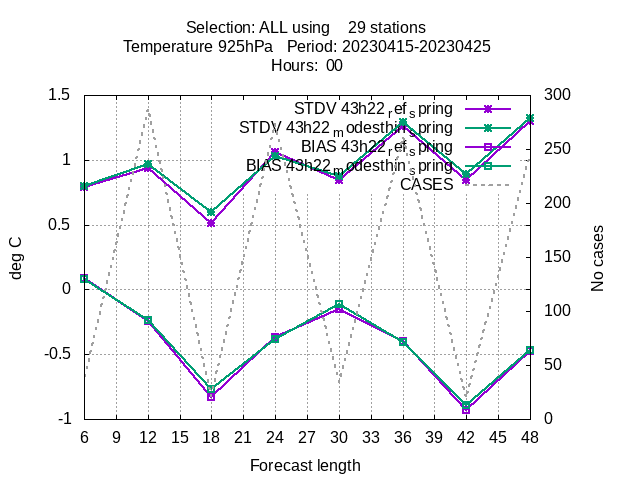 Selection: ALL using 29 stations
Temperature 925hPa Period: 20230415-20230425
Hours: 00
STDV 43h22_ref_spring
STDV 43h22_modesthin_spring
BIAS 43h22_ref_spring
BIAS 43h22_modesthin_spring
CASES
1.5
1
0.5
0
-0.5
-1
deg C
300
250
200
150
100
50
0
No cases
6 9 12 15 18 21 24 27 30 33 36 39 42 45 48
Forecast length